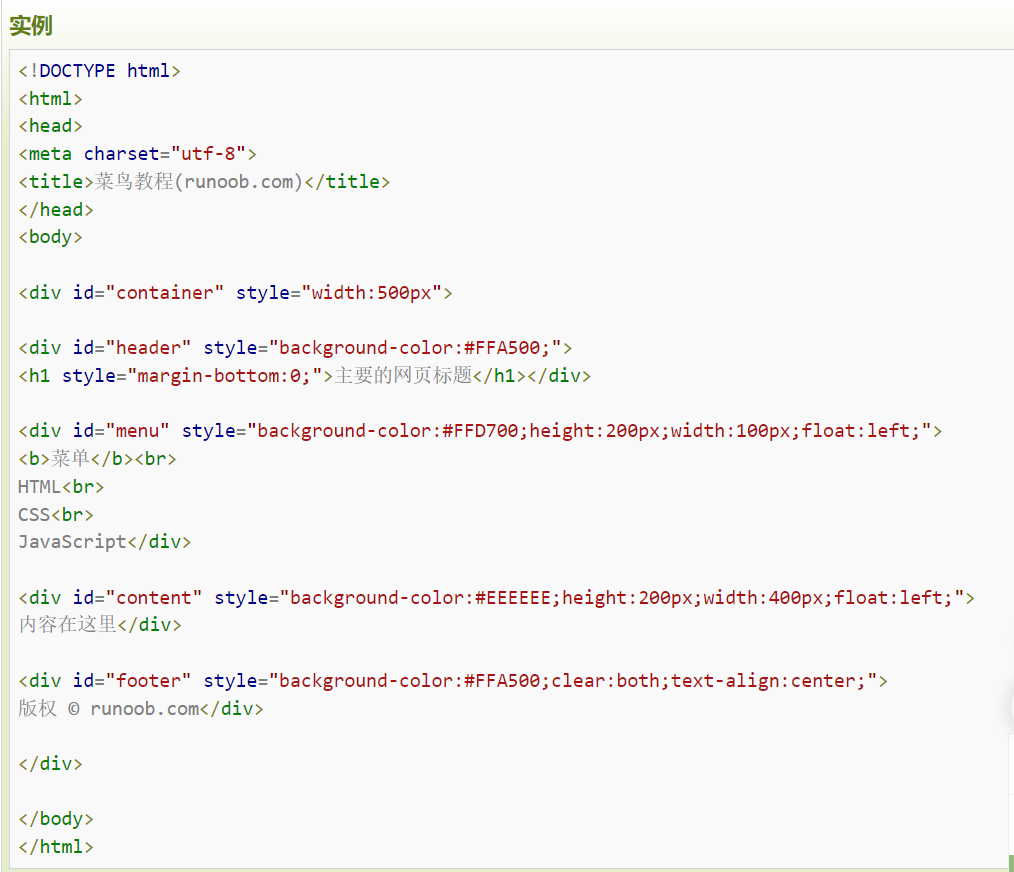 实例
<!DOCTYPE html>
<html>
<head>
<meta charset="utf-8">
<title>菜鸟教程(runoob.com)</title>
</head>
<body>
<div id="container" style="width:500px">
<div id="header" style="background-color:#FFA500;">
<h1 style="margin-bottom:0;">主要的网页标题</h1></div>
<div id="menu" style="background-color:#FFD700;height:200px;width:100px;float:left;">
<b>菜单</b><br>
HTML<br>
CSS<br>
JavaScript</div>
<div id="content" style="background-color:#EEEEEE;height:200px;width:400px;float:left;">
内容在这里</div>
<div id="footer" style="background-color:#FFA500;clear:both;text-align:center;">
版权 © runoob.com</div>
</div>
</body>
</html>